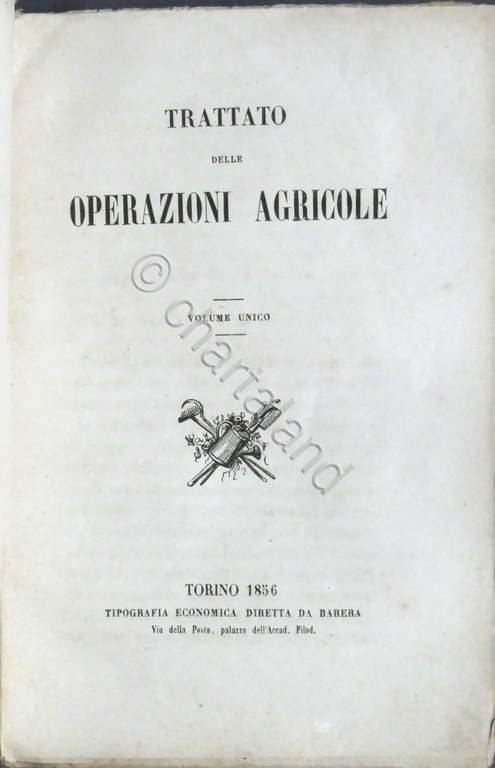 TRATTATO
DELLE
OPERAZIONI AGRICOLE
VOLUME UNICO
© chartaland
TORINO 1856
TIPOGRAFIA ECONOMICA DIRETTA DA BARERA
Via della Posta, palazzo dell'Accad. Filod.